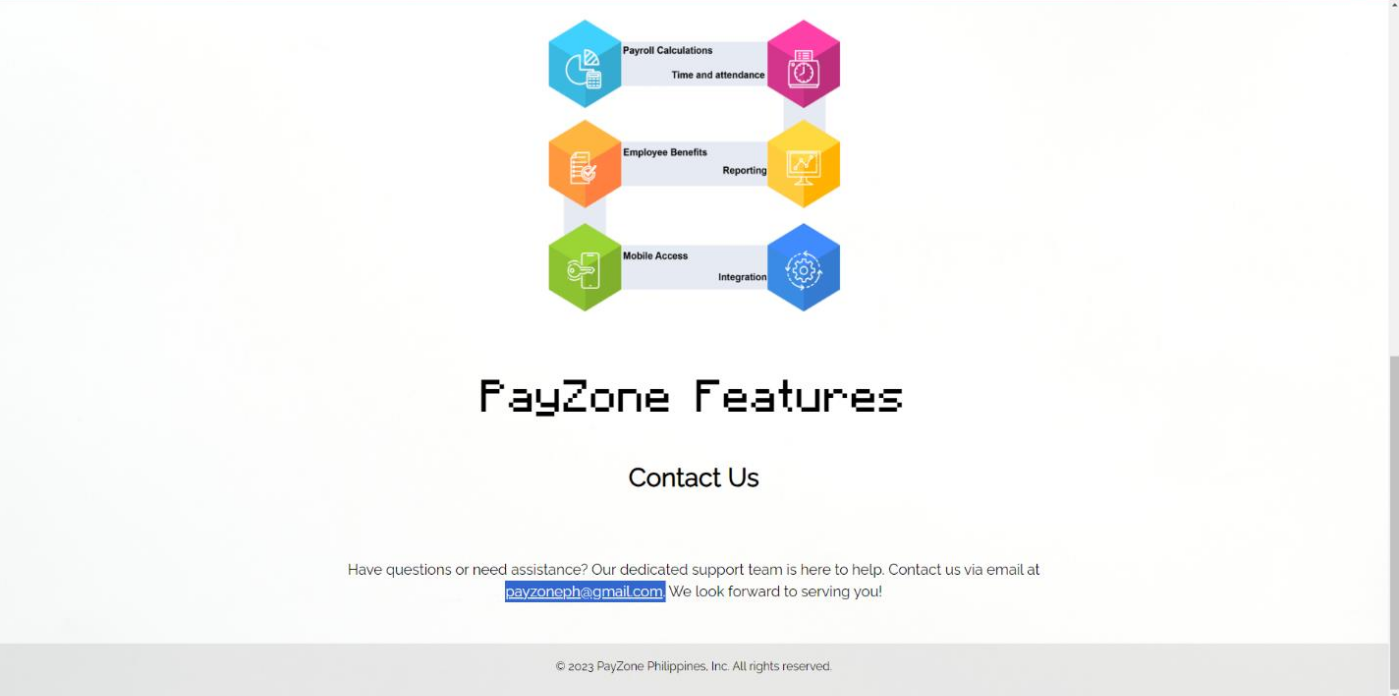 Payroll Calculations
Time and attendance
Employee Benefits
Reporting
Mobile Access
Integration
PayZone Features
Contact Us
Have questions or need assistance? Our dedicated support team is here to help. Contact us via email at
payzoneph@gmail.com. We look forward to serving you!
© 2023 PayZone Philippines, Inc. All rights reserved.